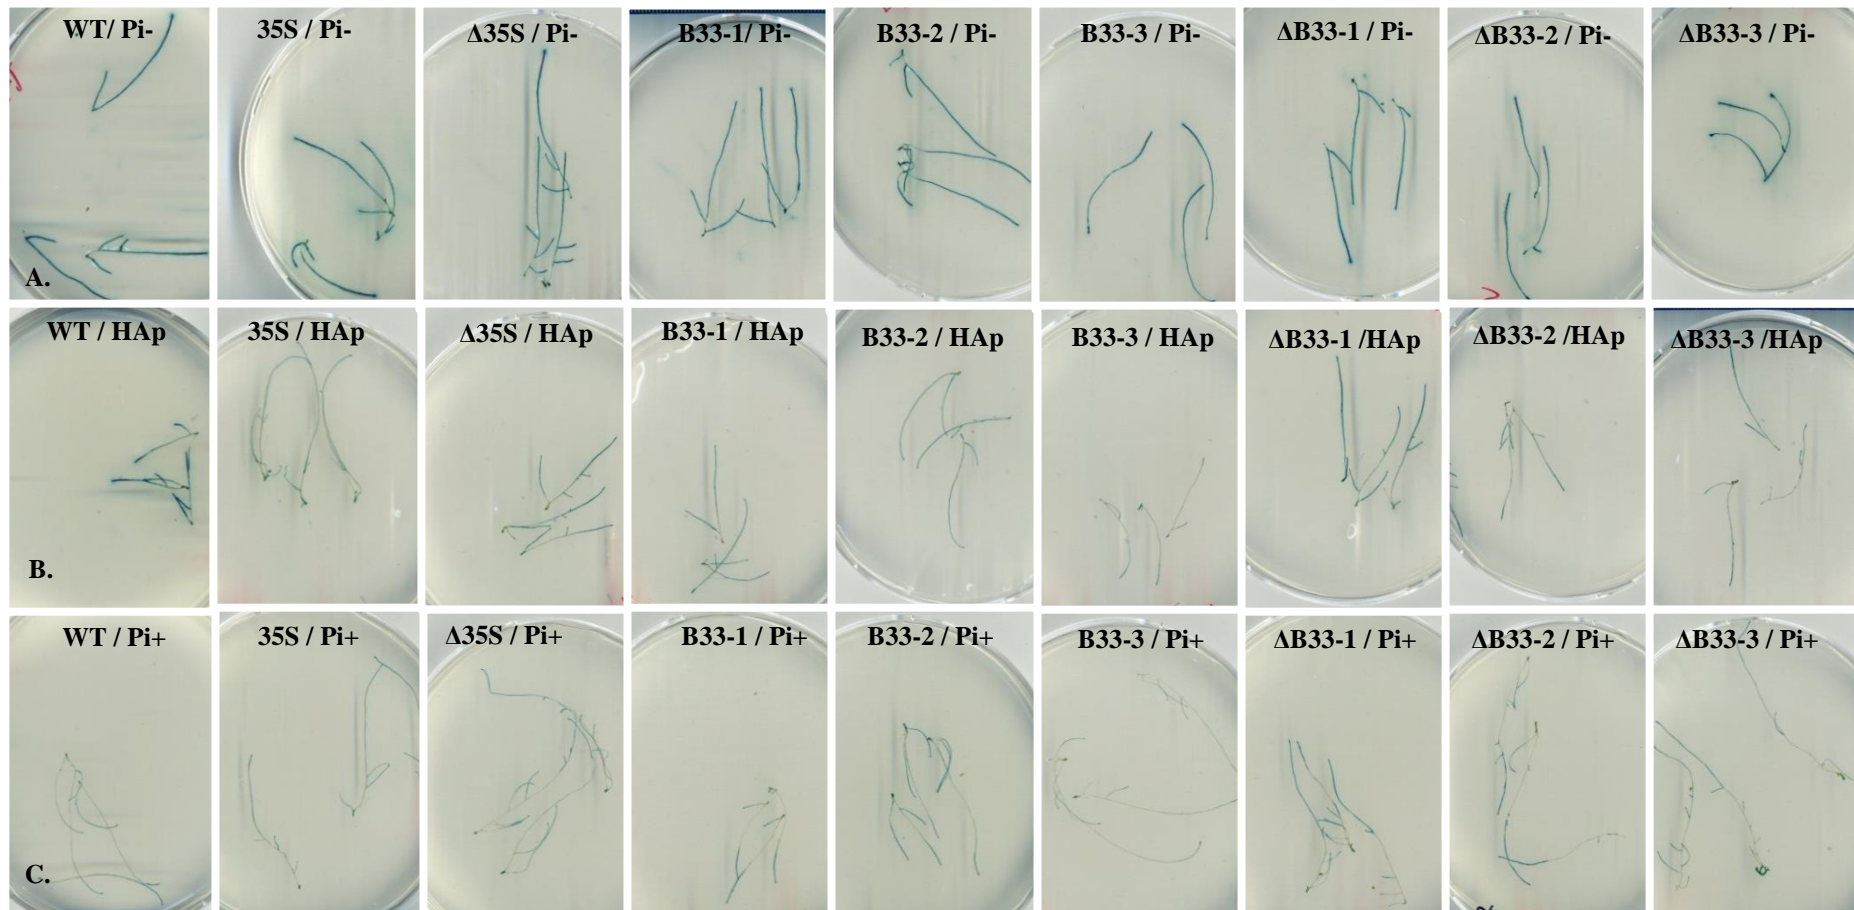 WT/ Pi-
35S / Pi-
Δ35S / Pi-
B33-1/ Pi-
B33-2 / Pi-
B33-3 / Pi-
ΔB33-1 / Pi-
ΔB33-2 / Pi-
ΔB33-3 / Pi-
A.
WT / HAp
35S / HAp
Δ35S / HAp
B33-1 / HAp
B33-2 / HAp
B33-3 / HAp
ΔB33-1 /HAp
ΔB33-2 /HAp
ΔB33-3 /HAp
B.
WT / Pi+
35S / Pi+
Δ35S / Pi+
B33-1 / Pi+
B33-2 / Pi+
B33-3 / Pi+
ΔB33-1 / Pi+
ΔB33-2 / Pi+
ΔB33-3 / Pi+
C.